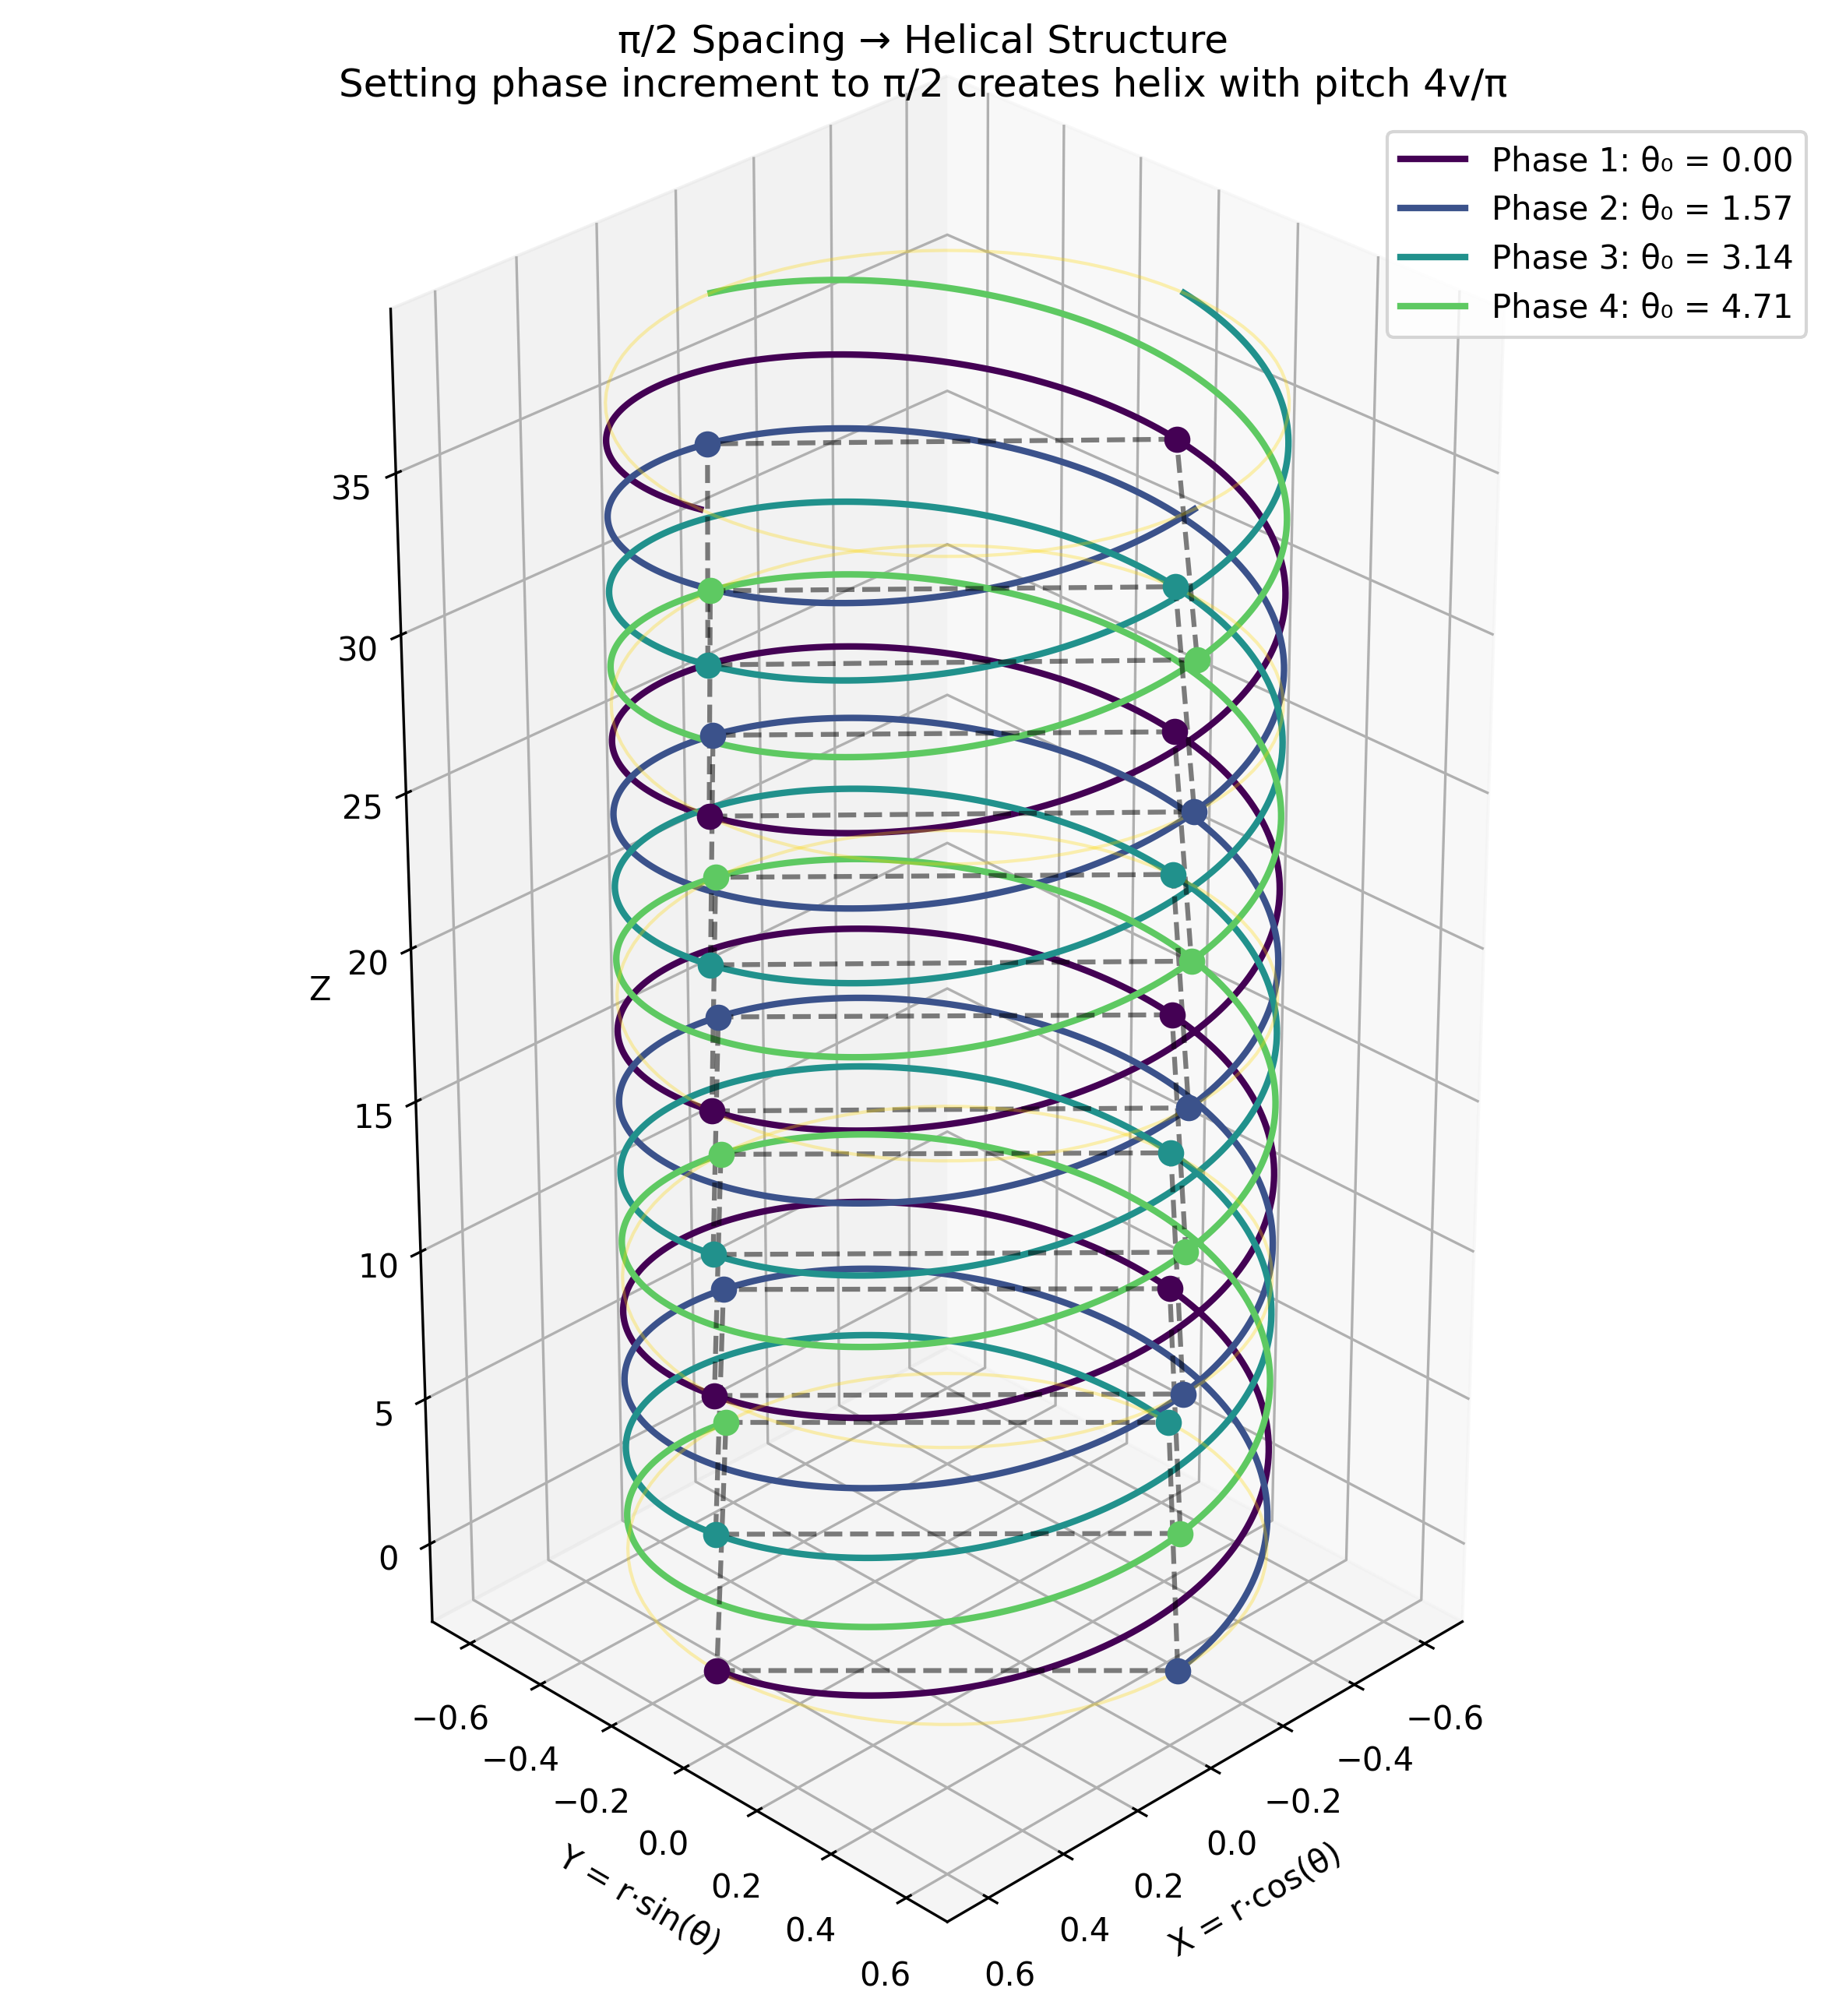 π/2 Spacing → Helical Structure
Setting phase increment to π/2 creates helix with pitch 4v/π
Phase 1: θ₀ = 0.00
Phase 2: θ₀ = 1.57
Phase 3: θ₀ = 3.14
Phase 4: θ₀ = 4.71
35
30
25
20
15
10
5
0
Z
−0.6
−0.4
−0.2
0.0
0.2
0.4
0.6
Y = r·sin(θ)
−0.6
−0.4
−0.2
0.0
0.2
0.4
0.6
X = r·cos(θ)